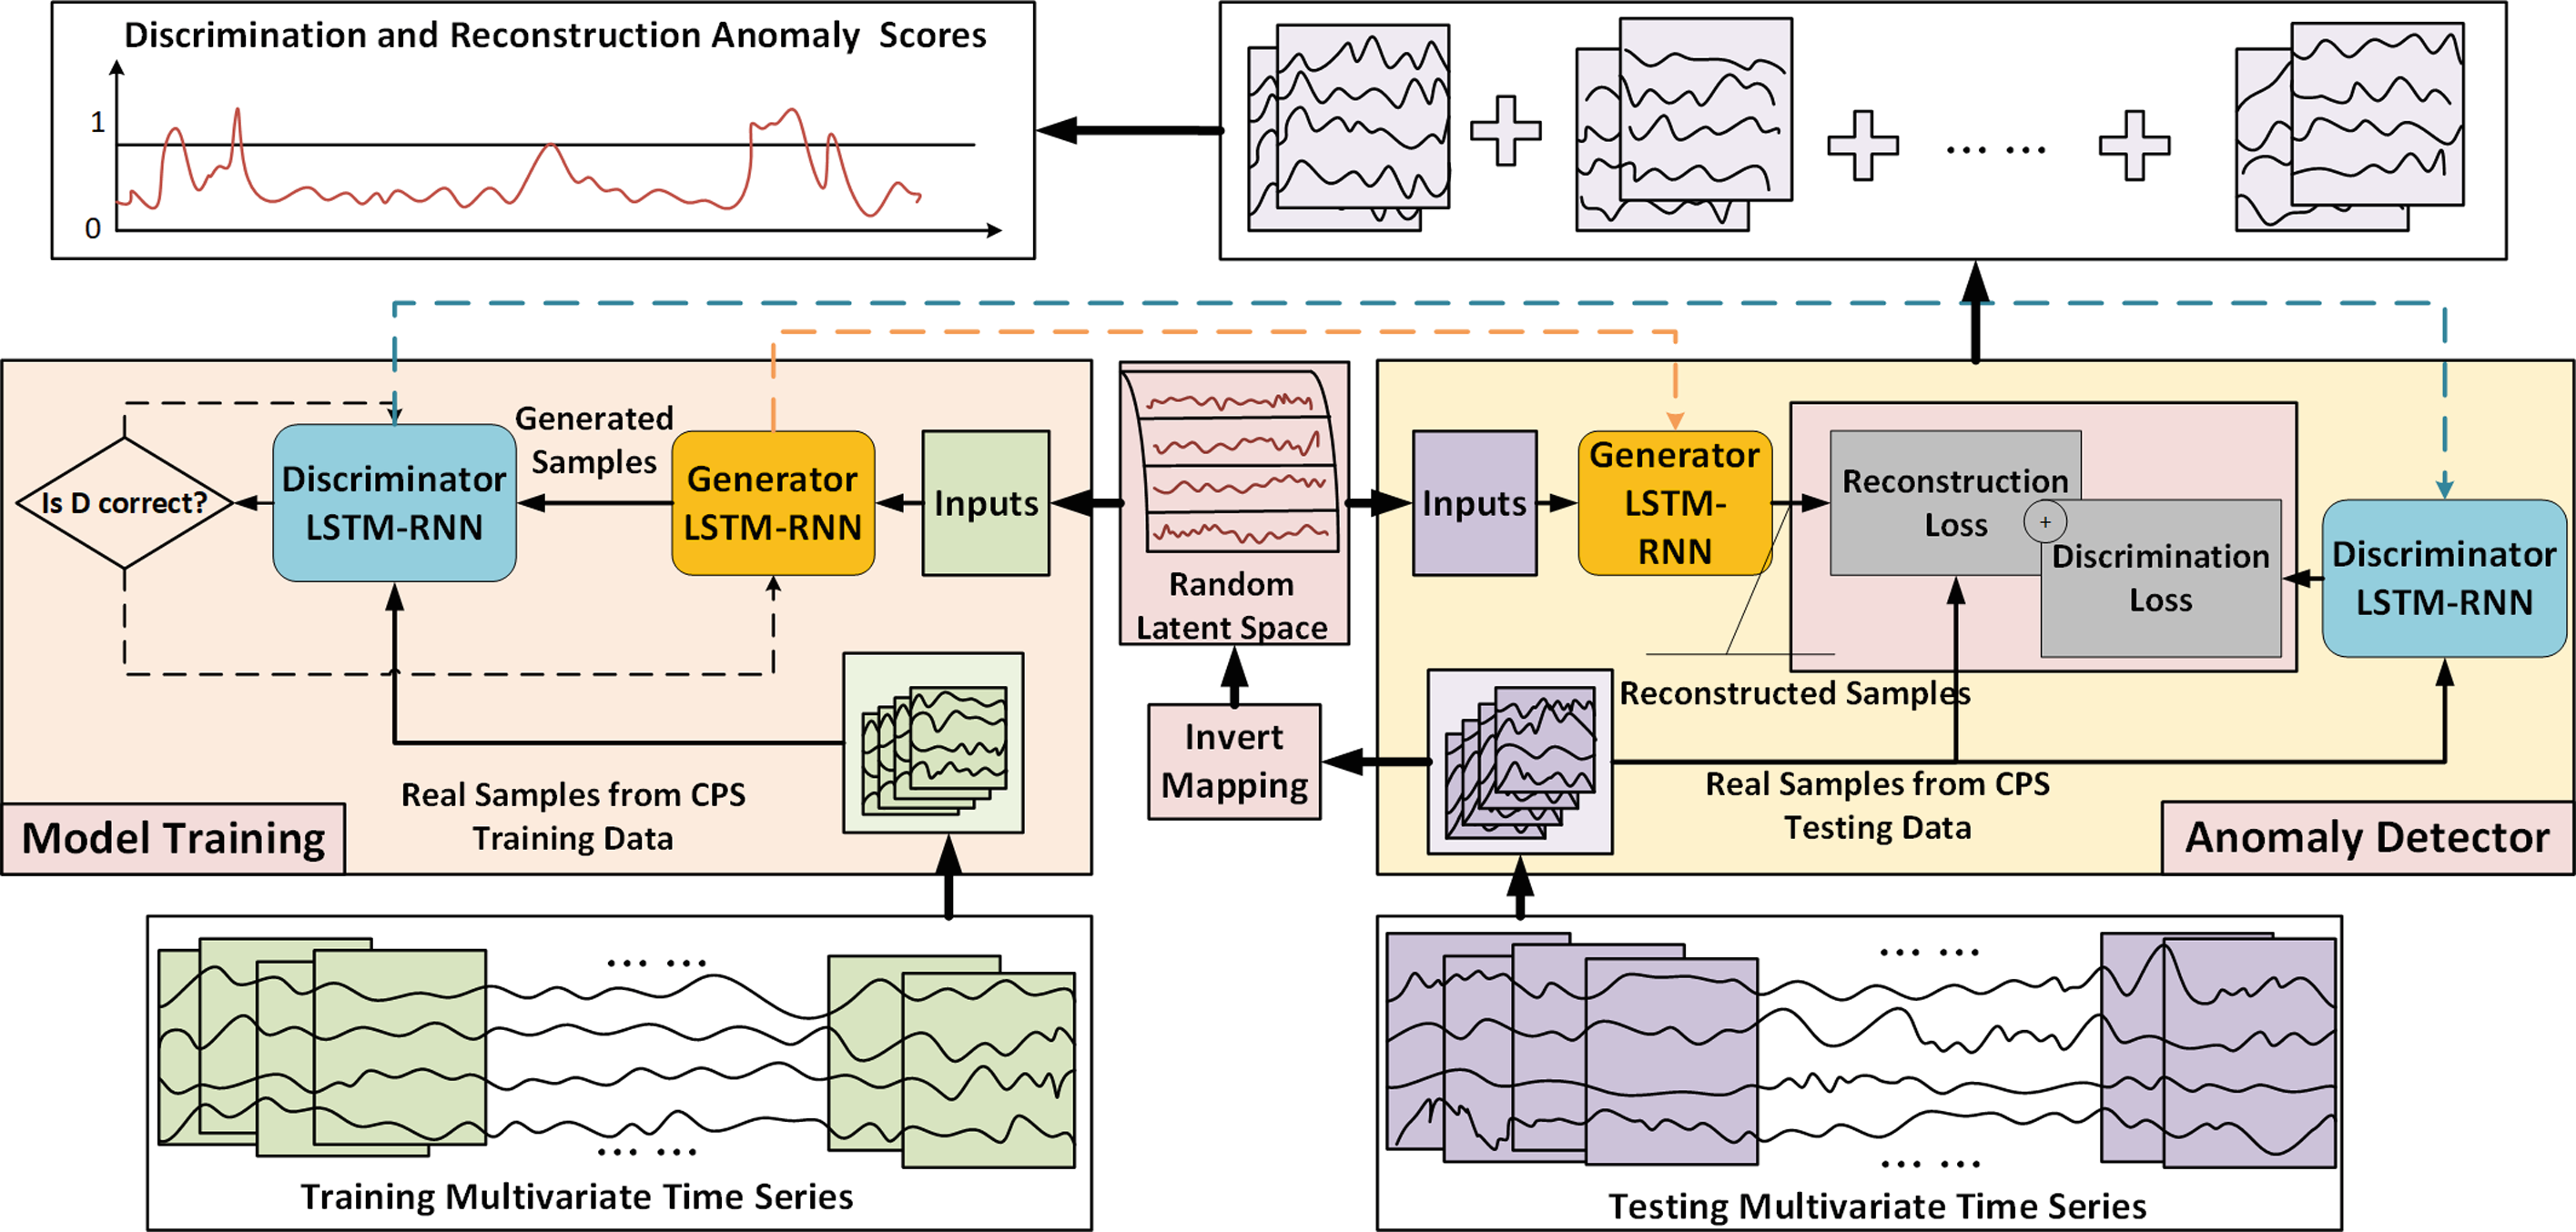 Discrimination and Reconstruction Anomaly Scores
1
0
... ...
Generated
Samples
Is D correct?
Discriminator
LSTM-RNN
Generator
LSTM-RNN
Inputs
Random
Latent Space
Invert
Mapping
Real Samples from CPS
Training Data
Model Training
Inputs
Generator
LSTM-
RNN
Reconstruction
Loss
+
Discrimination
Loss
Discriminator
LSTM-RNN
Reconstructed Samples
Real Samples from CPS
Testing Data
Anomaly Detector
... ...
... ...
Training Multivariate Time Series
... ...
... ...
Testing Multivariate Time Series